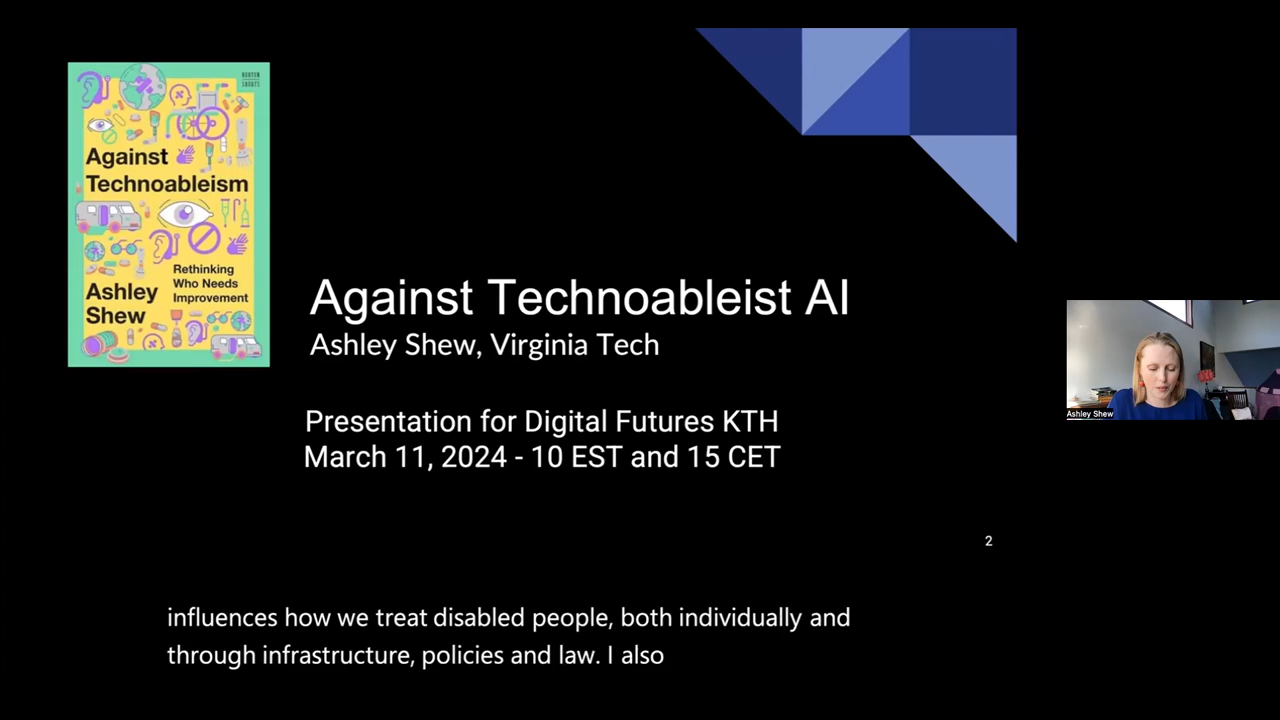 NORTON
SHORTS
Against
Technoableism
Rethinking
Who Needs
Improvement
Ashley
Shew
Against Technoableist AI
Ashley Shew, Virginia Tech
Presentation for Digital Futures KTH
March 11, 2024 - 10 EST and 15 CET
Ashley Shew
2
influences how we treat disabled people, both individually and
through infrastructure, policies and law. I also